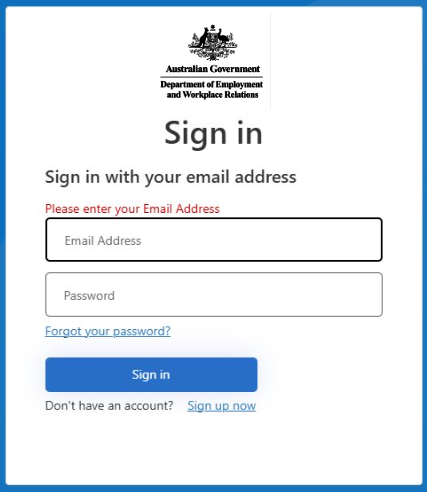 Australian Government
Department of Employment
and Workplace Relations
Sign in
Sign in with your email address
Please enter your Email Address
Email Address
Password
Forgot your password?
Sign in
Don't have an account? Sign up now